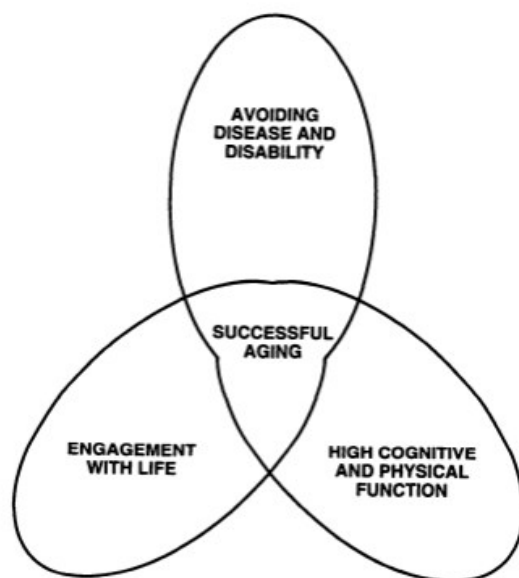 AVOIDING
DISEASE AND
DISABILITY
SUCCESSFUL
AGING
ENGAGEMENT
WITH LIFE
HIGH COGNITIVE
AND PHYSICAL
FUNCTION